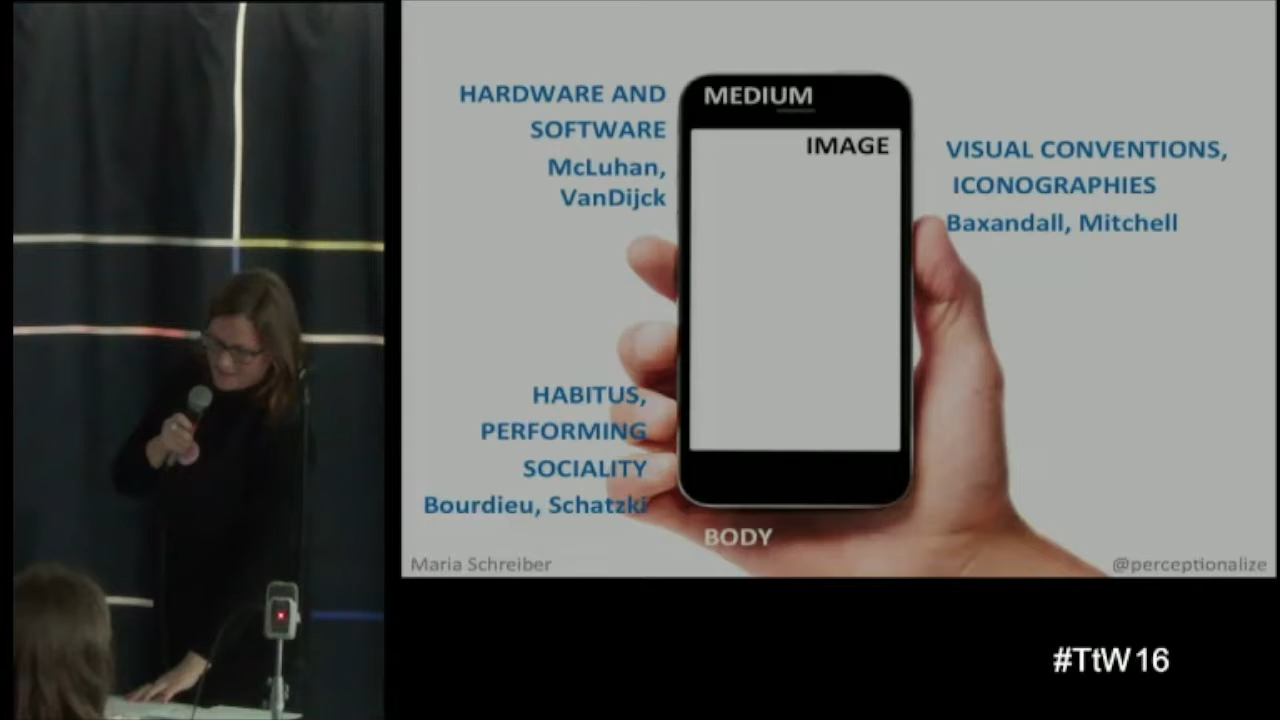 HARDWARE AND
SOFTWARE
McLuhan,
VanDijck
MEDIUM
IMAGE
VISUAL CONVENTIONS,
ICONOGRAPHIES
Baxandall, Mitchell
HABITUS,
PERFORMING
SOCIALITY
Bourdieu, Schatzki
BODY
Maria Schreiber
@perceptionalize
#TtW16